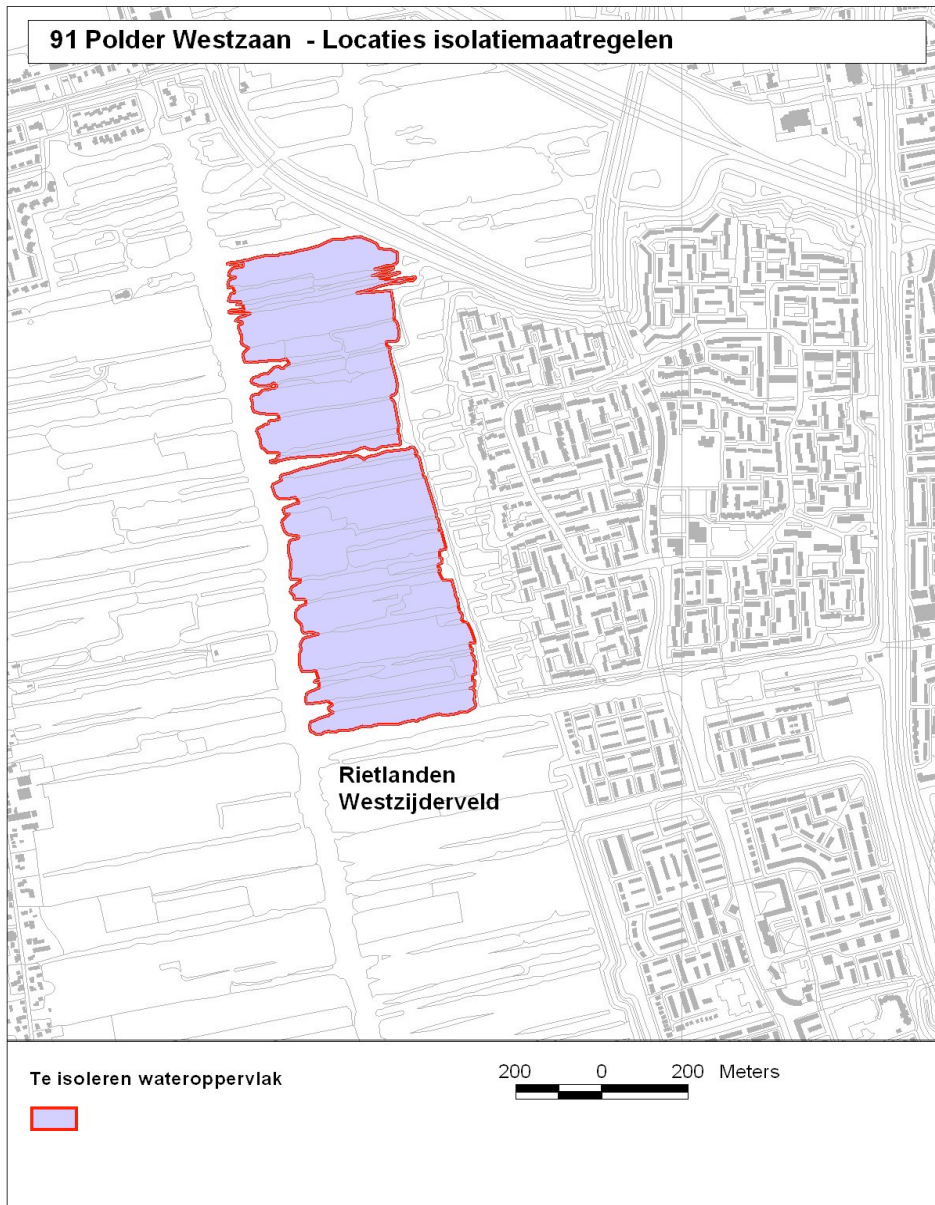 91 Polder Westzaan - Locaties isolatiemaatregelen
Rietlanden
Westzijderveld
Te isoleren wateroppervlak
200 0 200 Meters